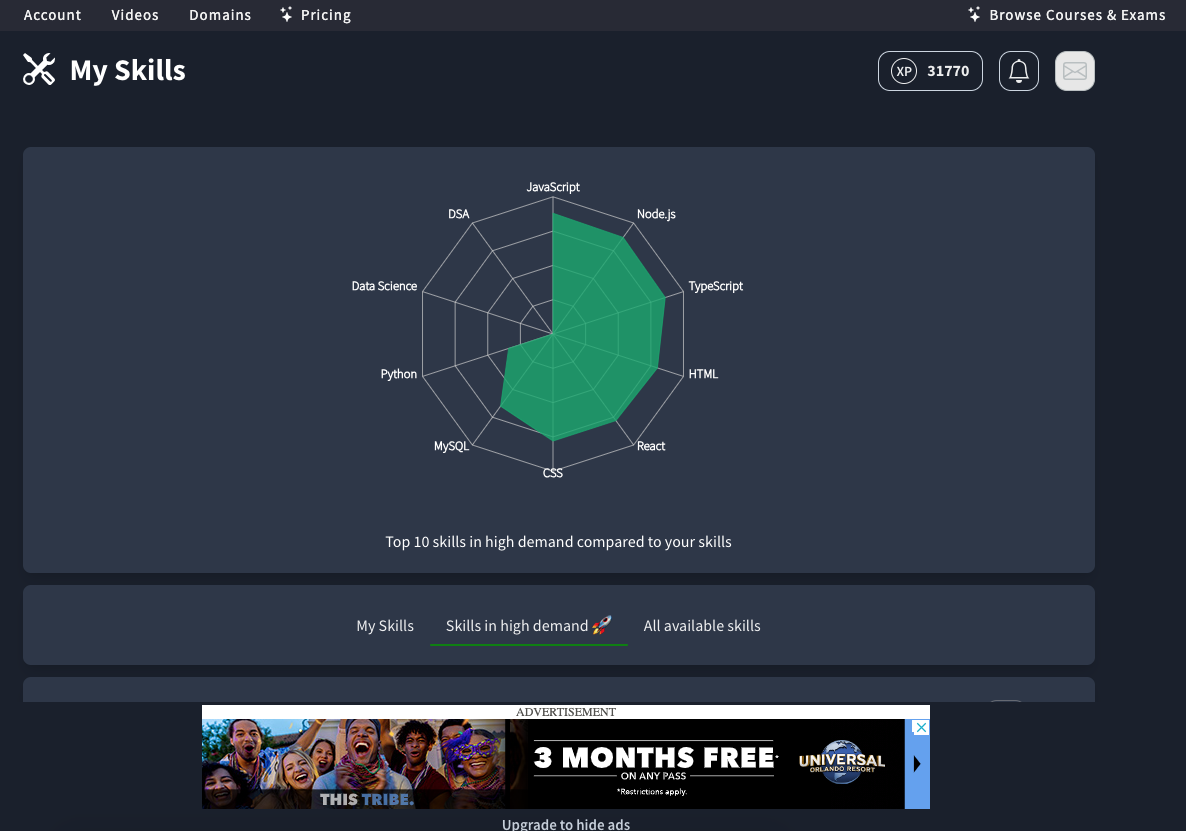 Account Videos Domains Pricing Browse Courses & Exams
My Skills XP 31770
JavaScript
DSA Node.js
Data Science TypeScript
Python HTML
MySQL React
CSS
Top 10 skills in high demand compared to your skills
My Skills Skills in high demand 🚀 All available skills
ADVERTISEMENT
3 MONTHS FREE*
ON ANY PASS
*Restrictions apply.
UNIVERSAL
ORLANDO RESORT
THIS TRIBE.
Upgrade to hide ads